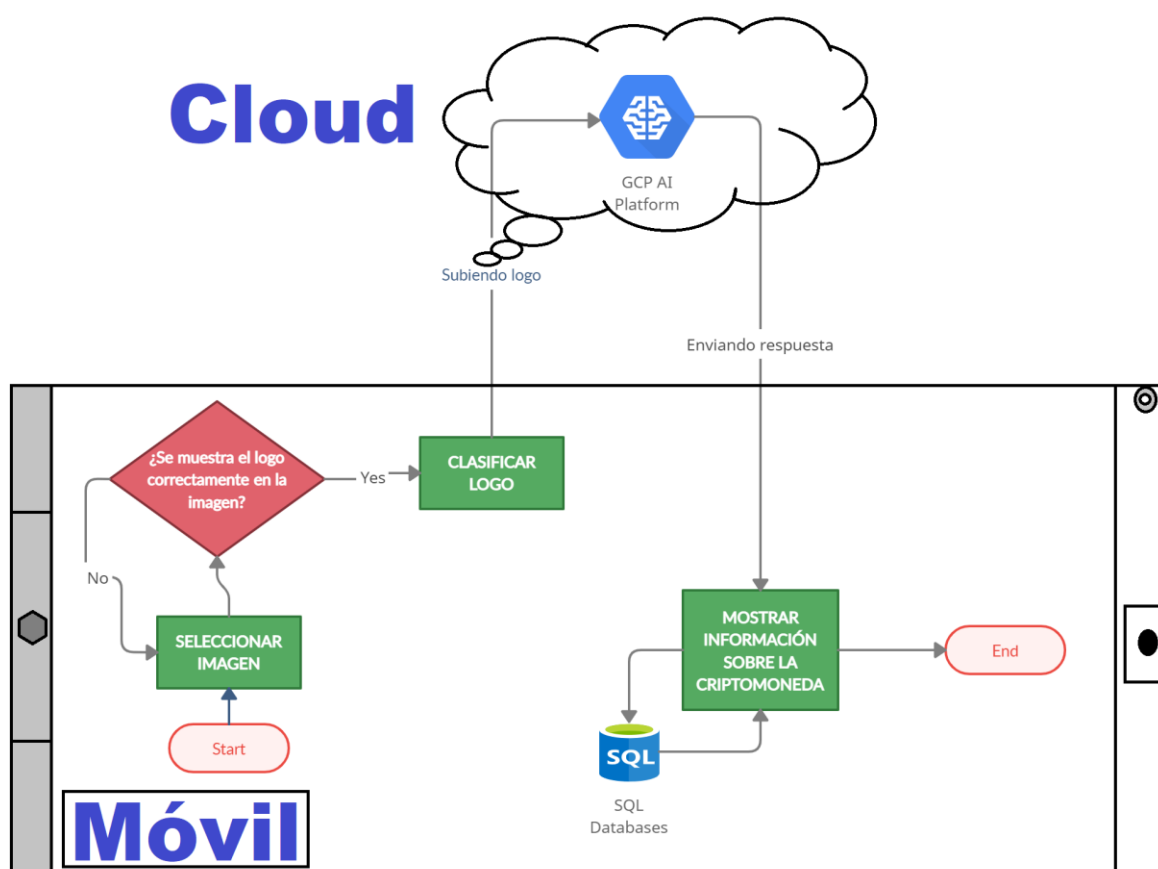 Cloud
GCP AI
Platform
Subiendo logo
Enviando respuesta
¿Se muestra el logo
correctamente en la
imagen?
Yes
CLASIFICAR
LOGO
No
SELECCIONAR
IMAGEN
Start
MOSTRAR
INFORMACIÓN
SOBRE LA
CRIPTOMONEDA
End
SQL
SQL
Databases
Móvil